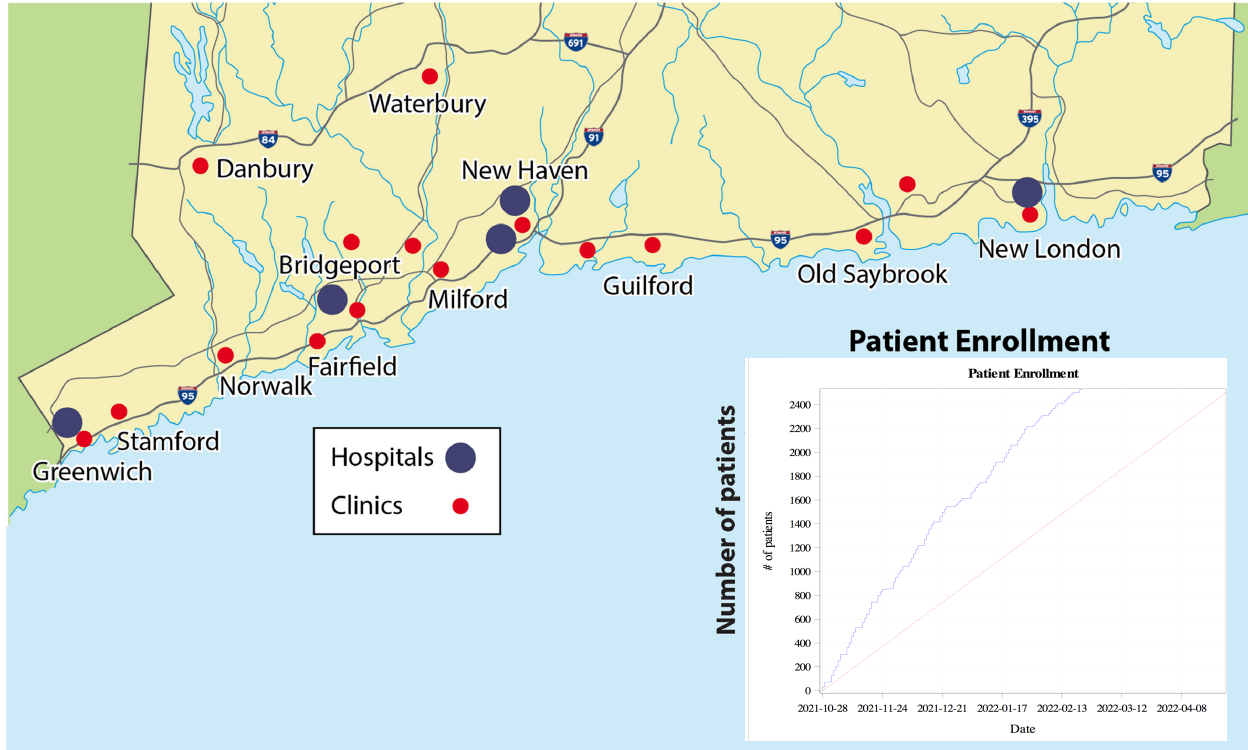 691
Waterbury
84
91
395
Danbury
New Haven
95
Bridgeport
95
New London
Milford
Guilford
Old Saybrook
Fairfield
Norwalk
95
Stamford
Greenwich
Hospitals
Clinics
Patient Enrollment
Patient Enrollment
Number of patients
# of patients
2400
2200
2000
1800
1600
1400
1200
1000
800
600
400
200
0
2021-10-28 2021-11-24 2021-12-21 2022-01-17 2022-02-13 2022-03-12 2022-04-08
Date